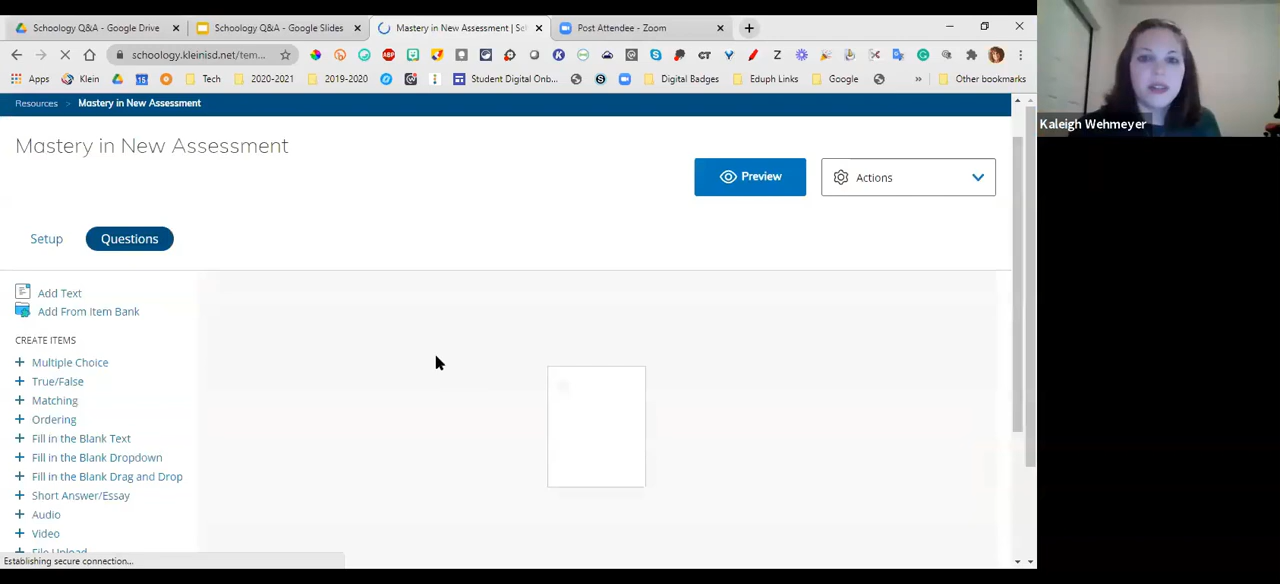 Schoology Q&A - Google Drive
Schoology Q&A - Google Slides
Mastery in New Assessment | Sch
Post Attendee - Zoom
schoology.kleinisd.net/tem...
Apps
Klein
Tech
2020-2021
2019-2020
Student Digital Onb...
Digital Badges
Eduph Links
Google
Other bookmarks
Resources > Mastery in New Assessment
Mastery in New Assessment
Preview
Actions
Setup
Questions
Add Text
Add From Item Bank
CREATE ITEMS
+ Multiple Choice
+ True/False
+ Matching
+ Ordering
+ Fill in the Blank Text
+ Fill in the Blank Dropdown
+ Fill in the Blank Drag and Drop
+ Short Answer/Essay
+ Audio
+ Video
File Upload
Establishing secure connection...
Kaleigh Wehmeyer